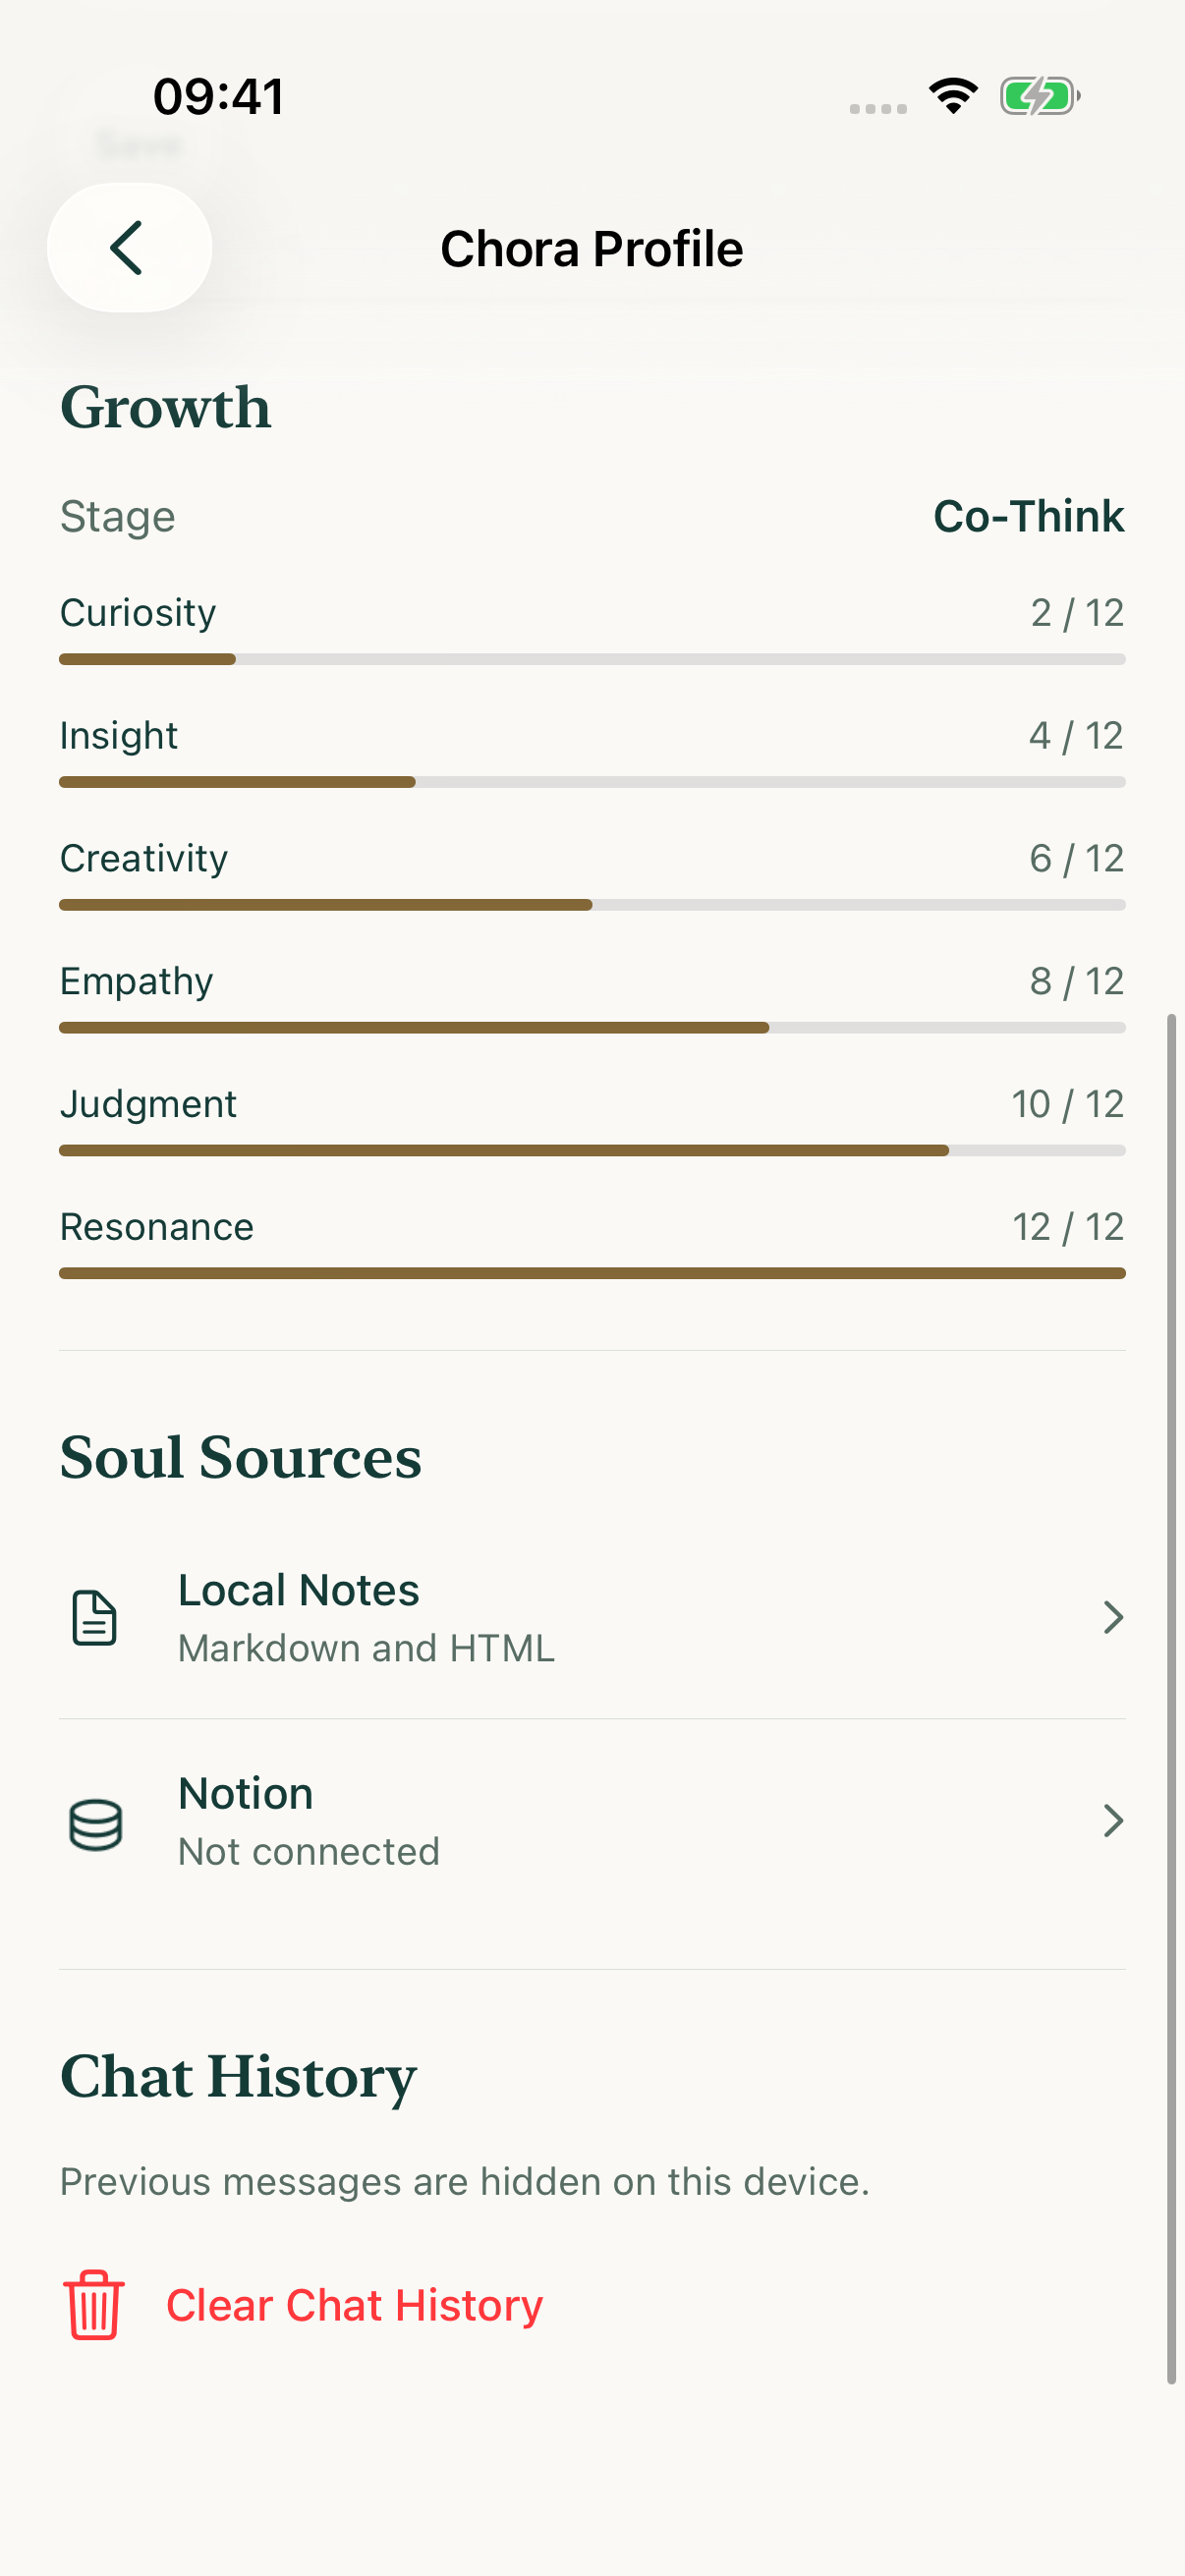 09:41
Chora Profile
Growth
Stage Co-Think
Curiosity 2 / 12
Insight 4 / 12
Creativity 6 / 12
Empathy 8 / 12
Judgment 10 / 12
Resonance 12 / 12
Soul Sources
Local Notes
Markdown and HTML
Notion
Not connected
Chat History
Previous messages are hidden on this device.
Clear Chat History